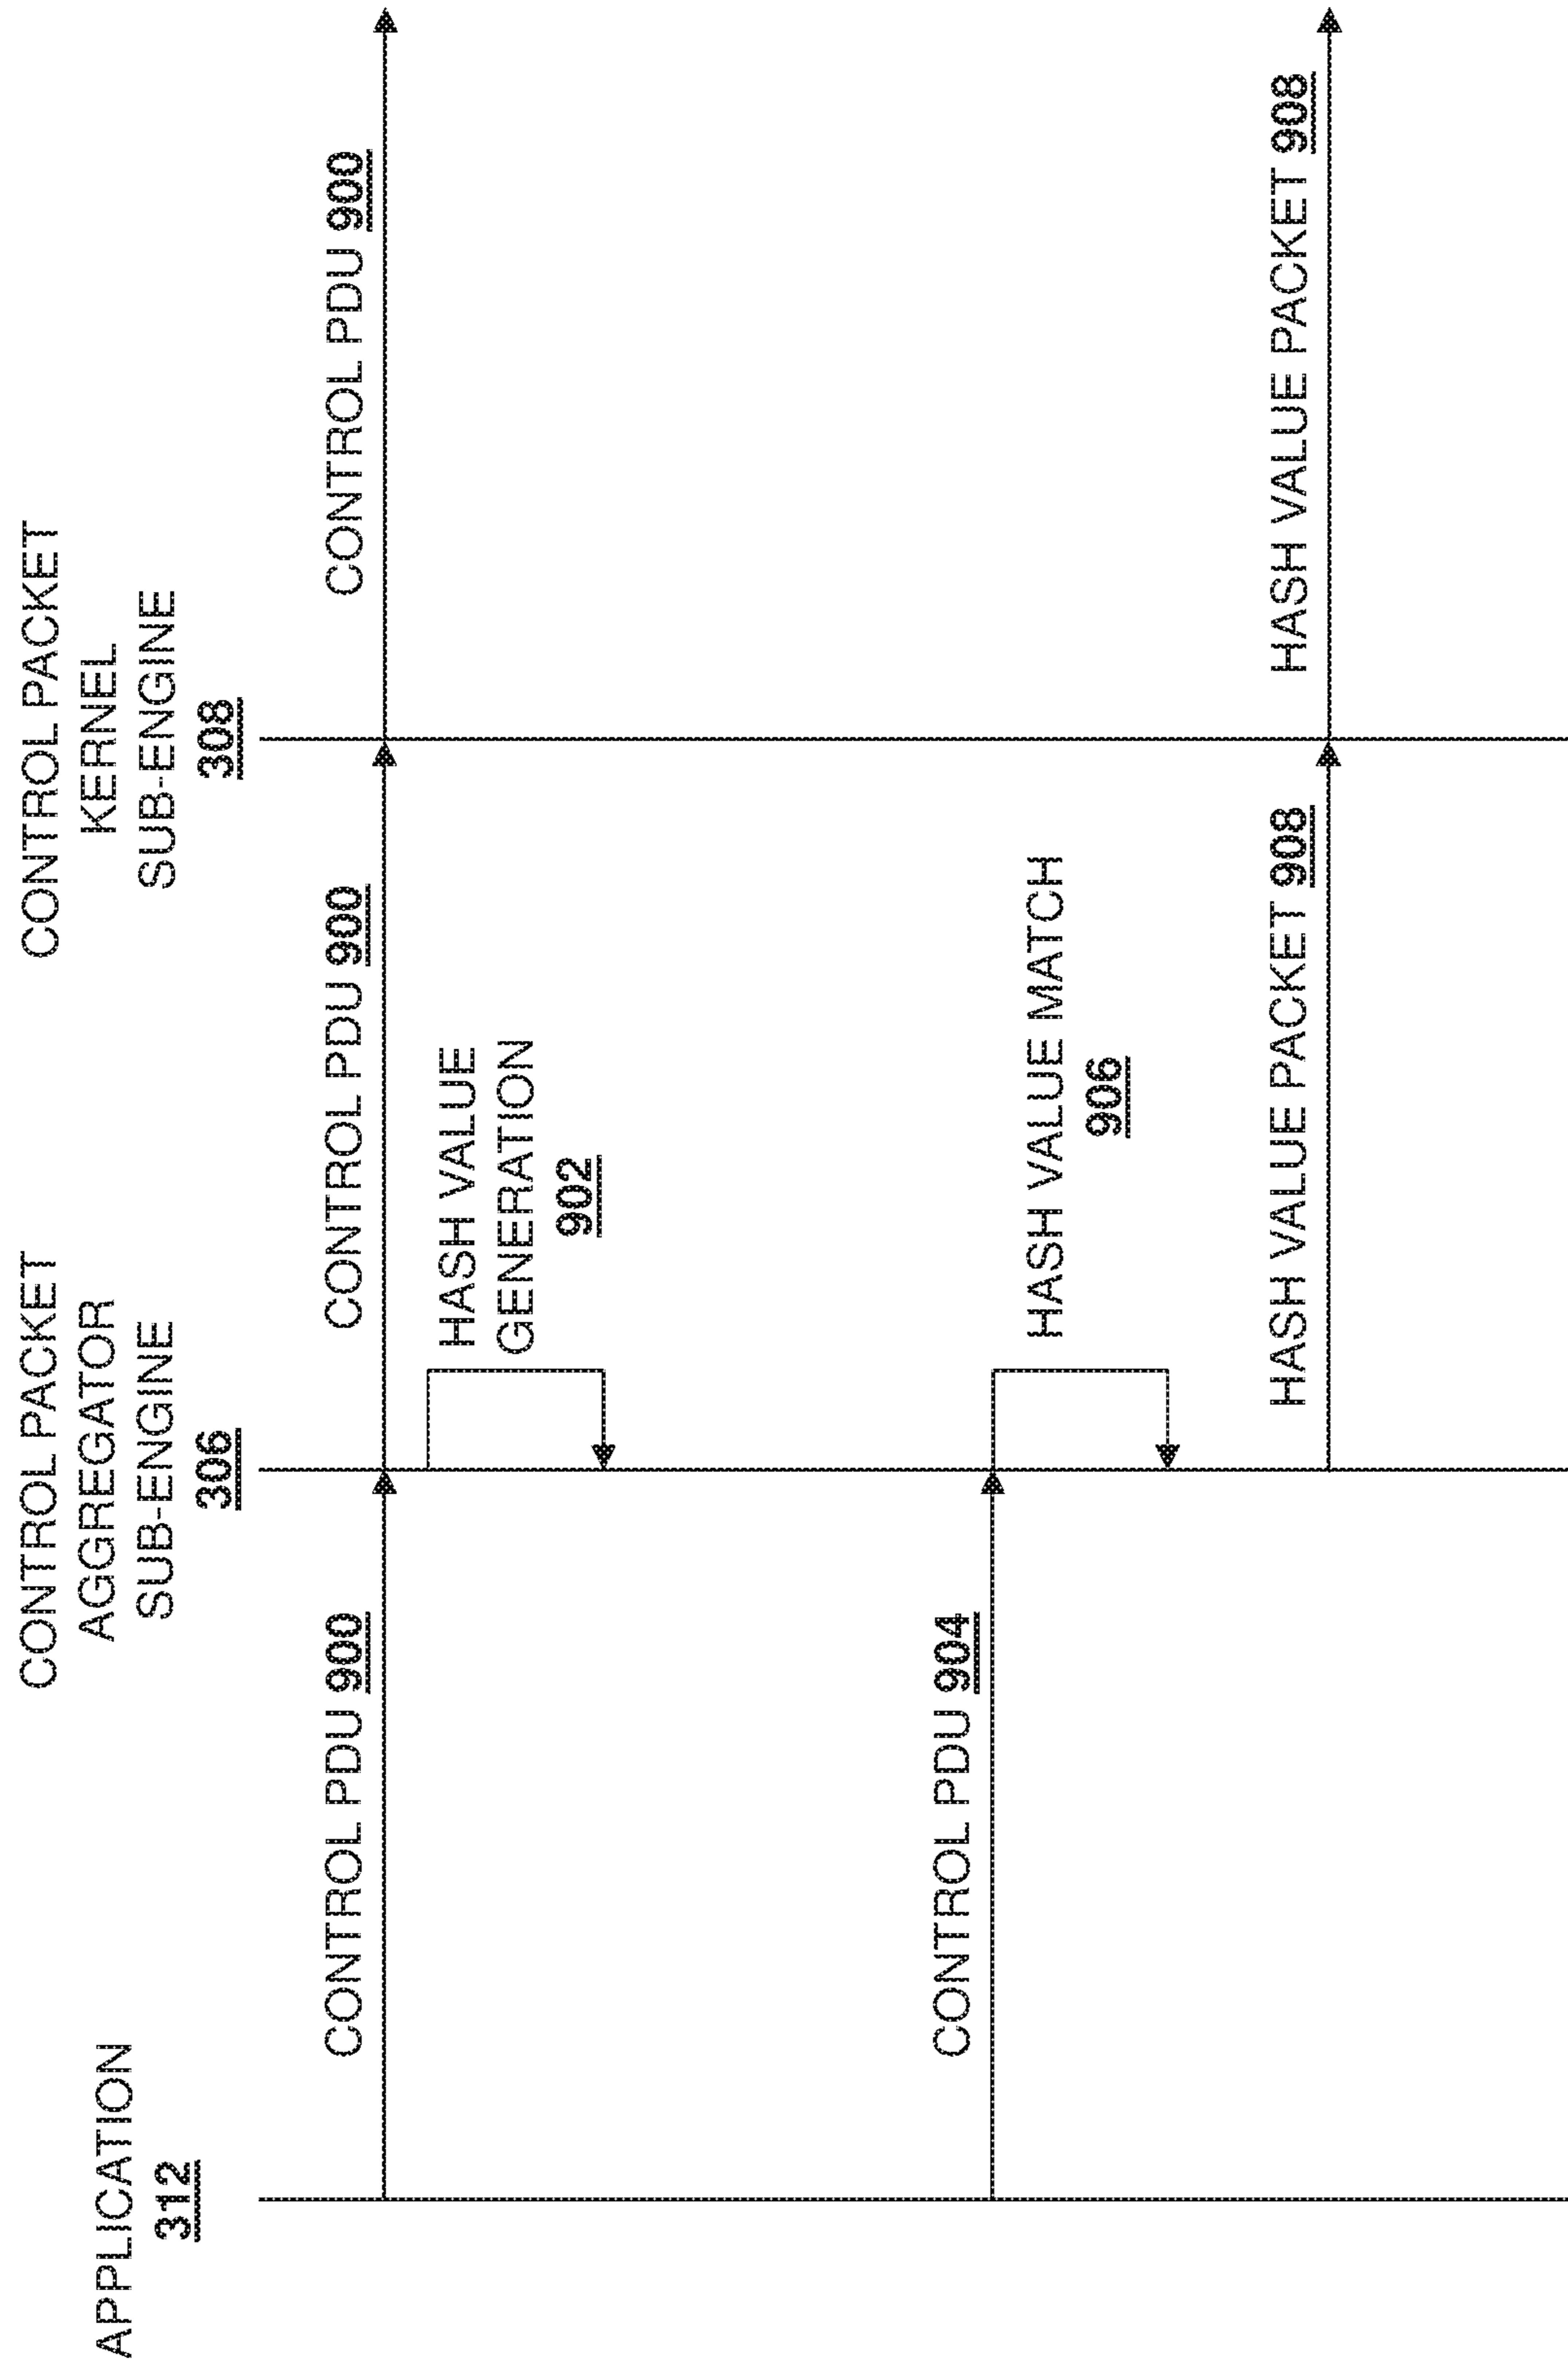 APPLICATION
312
CONTROL PACKET
AGGREGATOR
SUB-ENGINE
306
CONTROL PACKET
KERNEL
SUB-ENGINE
308
CONTROL PDU 900
CONTROL PDU 900
CONTROL PDU 900
HASH VALUE
GENERATION
902
CONTROL PDU 904
HASH VALUE MATCH
906
HASH VALUE PACKET 908
HASH VALUE PACKET 908